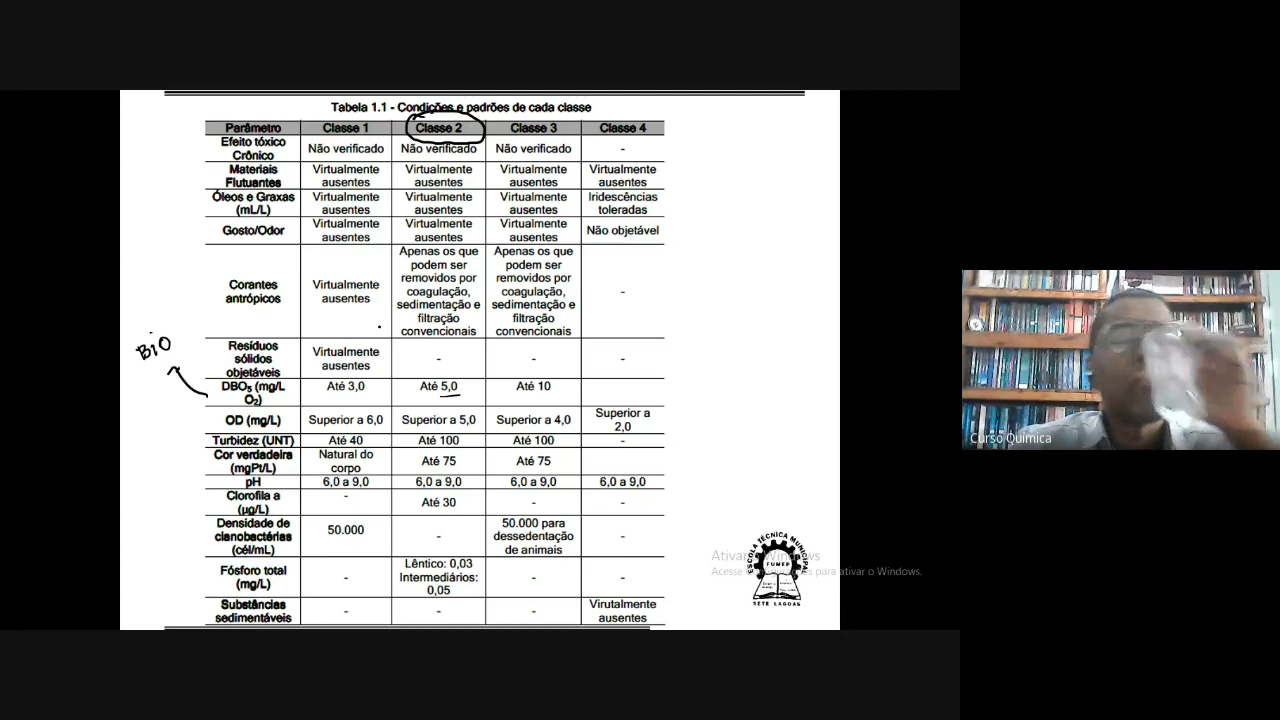 Tabela 1.1 - Condições e padrões de cada classe
Parâmetro Classe 1 Classe 2 Classe 3 Classe 4
Efeito tóxico
Crônico
Não verificado Não verificado Não verificado -
Materiais
Flutuantes
Virtualmente
ausentes
Virtualmente
ausentes
Virtualmente
ausentes
Virtualmente
ausentes
Óleos e Graxas
(mL/L)
Virtualmente
ausentes
Virtualmente
ausentes
Virtualmente
ausentes
Iridescências
toleradas
Gosto/Odor
Virtualmente
ausentes
Virtualmente
ausentes
Virtualmente
ausentes
Não objetável
Corantes
antrópicos
Virtualmente
ausentes
Apenas os que
podem ser
removidos por
coagulação,
sedimentação e
filtração
convencionais
Apenas os que
podem ser
removidos por
coagulação,
sedimentação e
filtração
convencionais
-
Resíduos
sólidos
objetáveis
Virtualmente
ausentes
- - -
BiO
DBO₅ (mg/L
O₂)
Até 3,0 Até 5,0 Até 10
OD (mg/L) Superior a 6,0 Superior a 5,0 Superior a 4,0
Superior a
2,0
Turbidez (UNT) Até 40 Até 100 Até 100 -
Cor verdadeira
(mgPt/L)
Natural do
corpo
Até 75 Até 75
pH 6,0 a 9,0 6,0 a 9,0 6,0 a 9,0 6,0 a 9,0
Clorofila a
(µg/L)
- Até 30 - -
Densidade de
cianobactérias
(cél/mL)
50.000 -
50.000 para
dessedentação
de animais
-
Fósforo total
(mg/L)
-
Lêntico: 0,03
Intermediários:
0,05
- -
Substâncias
sedimentáveis
- - -
Virutalmente
ausentes
ESCOLA TÉCNICA MUNICIPAL
FUMEP
SETE LAGOAS
para ativar o Windows.
Curso Química